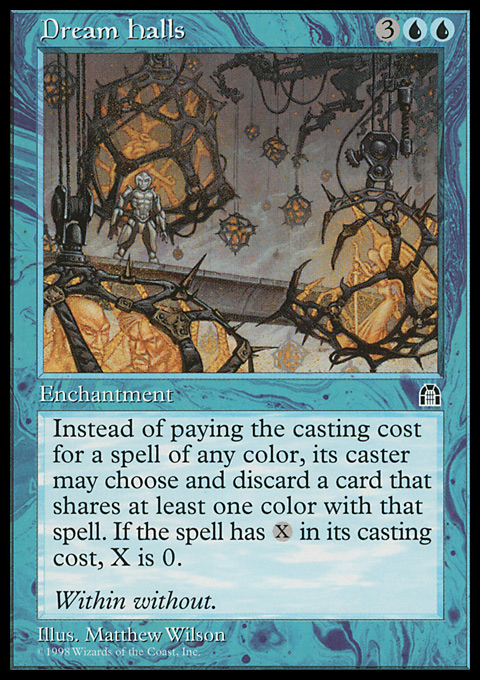 Dream Halls 3
Enchantment
Instead of paying the casting cost
for a spell of any color, its caster
may choose and discard a card that
shares at least one color with that
spell. If the spell has X in its casting
cost, X is 0.
Within without.
Illus. Matthew Wilson
©1998 Wizards of the Coast, Inc.